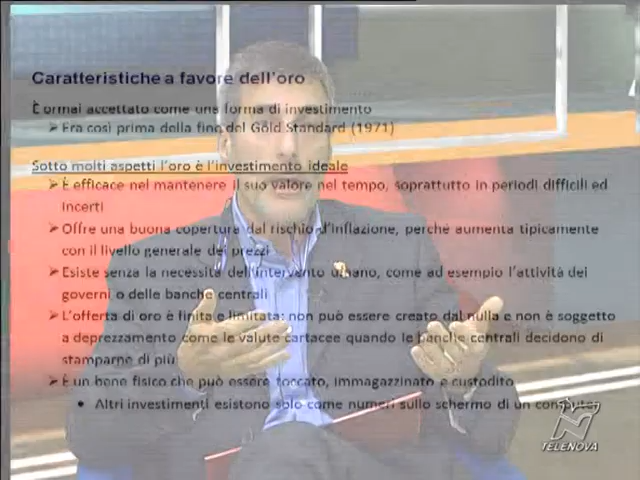 Caratteristiche a favore dell'oro
È ormai accettato come una forma di investimento
➢ Era così prima della fine del Gold Standard (1971)
Sotto molti aspetti l'oro è l'investimento ideale
➢ È efficace nel mantenere il suo valore nel tempo, soprattutto in periodi difficili ed
incerti
➢ Offre una buona copertura dal rischio d'inflazione, perché aumenta tipicamente
con il livello generale dei prezzi
➢ Esiste senza la necessità dell'intervento umano, come ad esempio l'attività dei
governi o delle banche centrali
➢ L'offerta di oro è finita e limitata: non può essere creato dal nulla e non è soggetto
a deprezzamento come le valute cartacee quando le banche centrali decidono di
stamparne di più
➢ È un bene fisico che può essere toccato, immagazzinato e custodito
• Altri investimenti esistono solo come numeri sullo schermo di un computer
TELENOVA